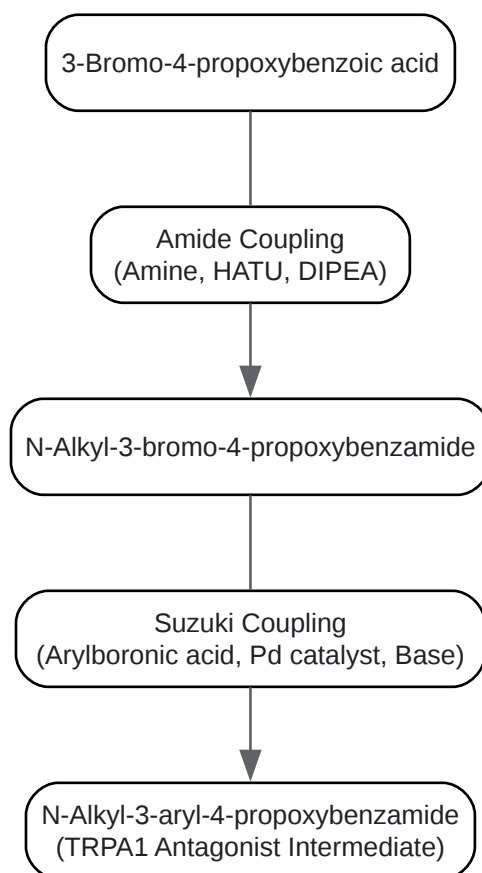 3-Bromo-4-propoxybenzoic acid
Amide Coupling
(Amine, HATU, DIPEA)
N-Alkyl-3-bromo-4-propoxybenzamide
Suzuki Coupling
(Arylboronic acid, Pd catalyst, Base)
N-Alkyl-3-aryl-4-propoxybenzamide
(TRPA1 Antagonist Intermediate)